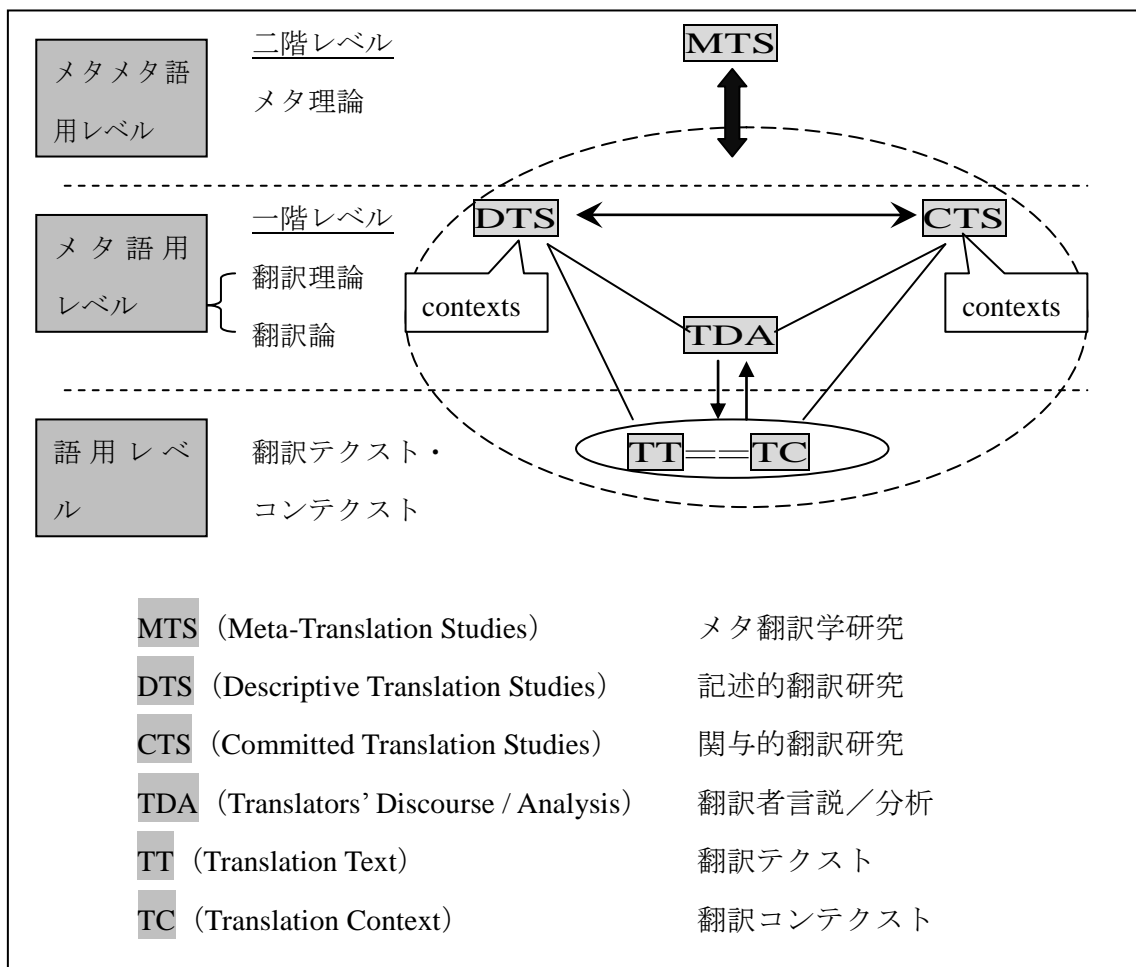 二階レベル
MTS
メタメタ語
用レベル
メタ理論
一階レベル
DTS
CTS
メタ語用
レベル
翻訳理論
contexts
contexts
翻訳論
TDA
語用レベ
ル
翻訳テクスト・
コンテクスト
TT==TC
MTS（Meta-Translation Studies） メタ翻訳学研究
DTS（Descriptive Translation Studies） 記述的翻訳研究
CTS（Committed Translation Studies） 関与的翻訳研究
TDA（Translators’ Discourse / Analysis） 翻訳者言説／分析
TT（Translation Text） 翻訳テクスト
TC（Translation Context） 翻訳コンテクスト